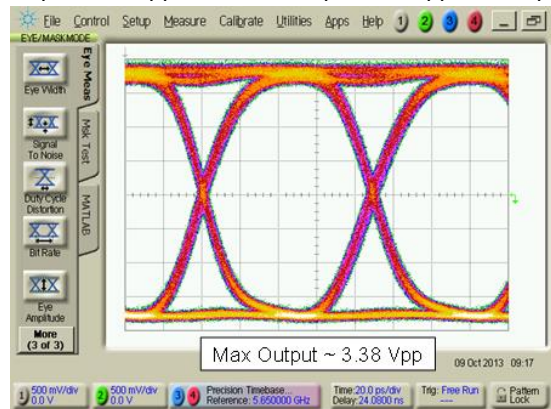 File Control Setup Measure Calibrate Utilities Apps Help 1 2 3 4
EYE/MASK MODE
Eye Meas
Msk Test
MATLAB
Eye Width
Signal
To Noise
Duty Cycle
Distortion
Bit Rate
Eye
Amplitude
More
(3 of 3)
Max Output ~ 3.38 Vpp
09 Oct 2013 09:17
1 500 mV/div
0.0 V
2 500 mV/div
0.0 V
3 4 Precision Timebase...
Reference: 5.650000 GHz
Time:20.0 ps/div
Delay:24.0800 ns
Trig: Free Run
----
Pattern
Lock